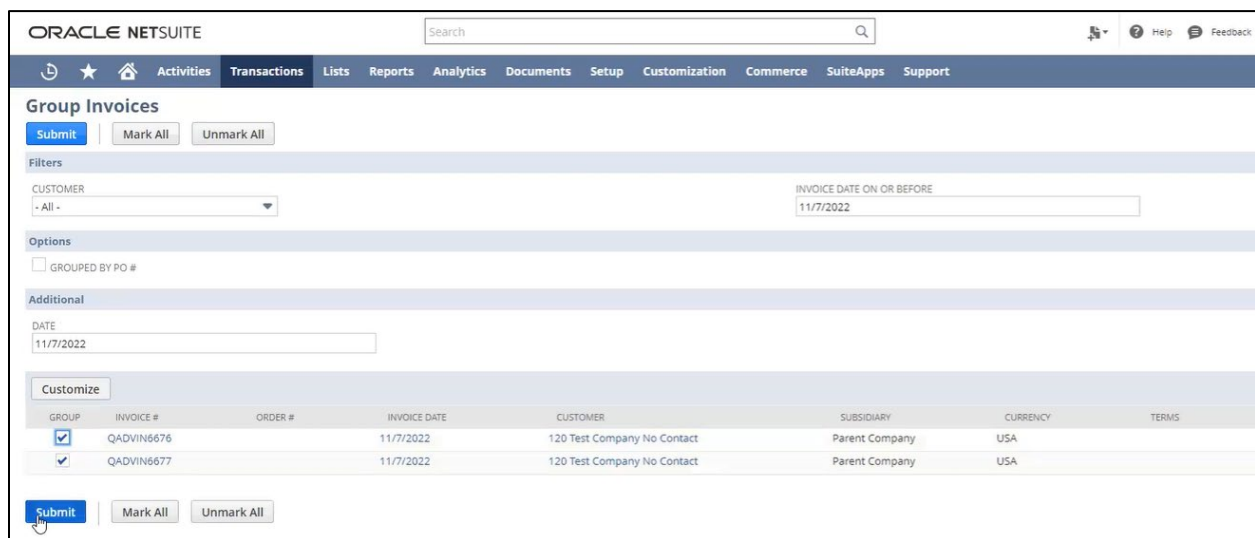 ORACLE NETSUITE Search Help Feedback
Activities Transactions Lists Reports Analytics Documents Setup Customization Commerce SuiteApps Support
Group Invoices
Submit Mark All Unmark All
Filters
CUSTOMER INVOICE DATE ON OR BEFORE
- All - 11/7/2022
Options
GROUPED BY PO #
Additional
DATE
11/7/2022
Customize
GROUP INVOICE # ORDER # INVOICE DATE CUSTOMER SUBSIDIARY CURRENCY TERMS
QADVIN6676 11/7/2022 120 Test Company No Contact Parent Company USA
QADVIN6677 11/7/2022 120 Test Company No Contact Parent Company USA
Submit Mark All Unmark All